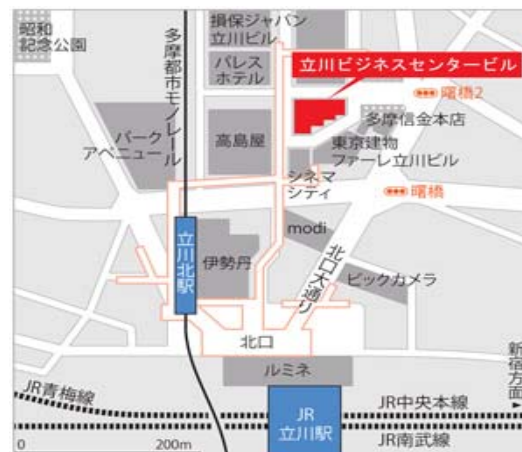 昭和
記念公園
多摩都市モノレール
損保ジャパン
立川ビル
パレス
ホテル
立川ビジネスセンタービル
曙橋2
多摩信金本店
パーク
アベニュー
高島屋
東京建物
ファーレ立川ビル
シネマ
シティ
曙橋
modi
立川北駅
伊勢丹
北口大通り
ビックカメラ
北口
ルミネ
新宿方面
JR青梅線
JR中央本線
JR
立川駅
JR南武線
0 200m